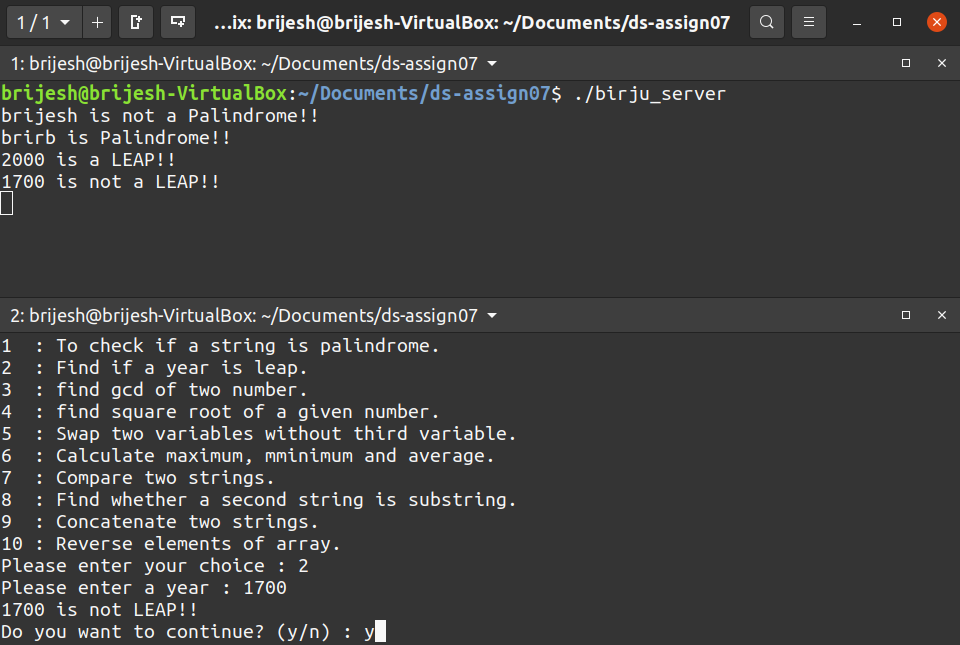 1 / 1
...ix: brijesh@brijesh-VirtualBox: ~/Documents/ds-assign07
1: brijesh@brijesh-VirtualBox: ~/Documents/ds-assign07
brijesh@brijesh-VirtualBox:~/Documents/ds-assign07$ ./birju_server
brijesh is not a Palindrome!!
brirb is Palindrome!!
2000 is a LEAP!!
1700 is not a LEAP!!
2: brijesh@brijesh-VirtualBox: ~/Documents/ds-assign07
1  : To check if a string is palindrome.
2  : Find if a year is leap.
3  : find gcd of two number.
4  : find square root of a given number.
5  : Swap two variables without third variable.
6  : Calculate maximum, mminimum and average.
7  : Compare two strings.
8  : Find whether a second string is substring.
9  : Concatenate two strings.
10 : Reverse elements of array.
Please enter your choice : 2
Please enter a year : 1700
1700 is not LEAP!!
Do you want to continue? (y/n) : y